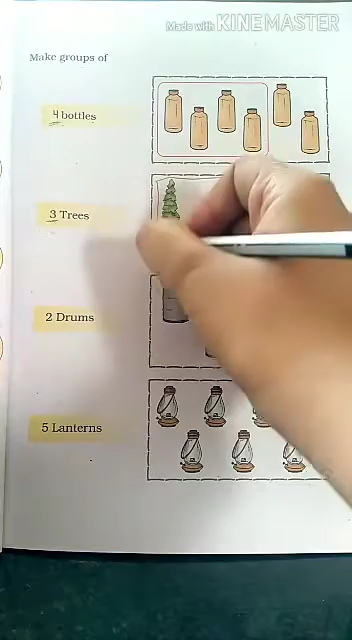 Made with KINEMASTER
Make groups of
4 bottles
3 Trees
2 Drums
5 Lanterns